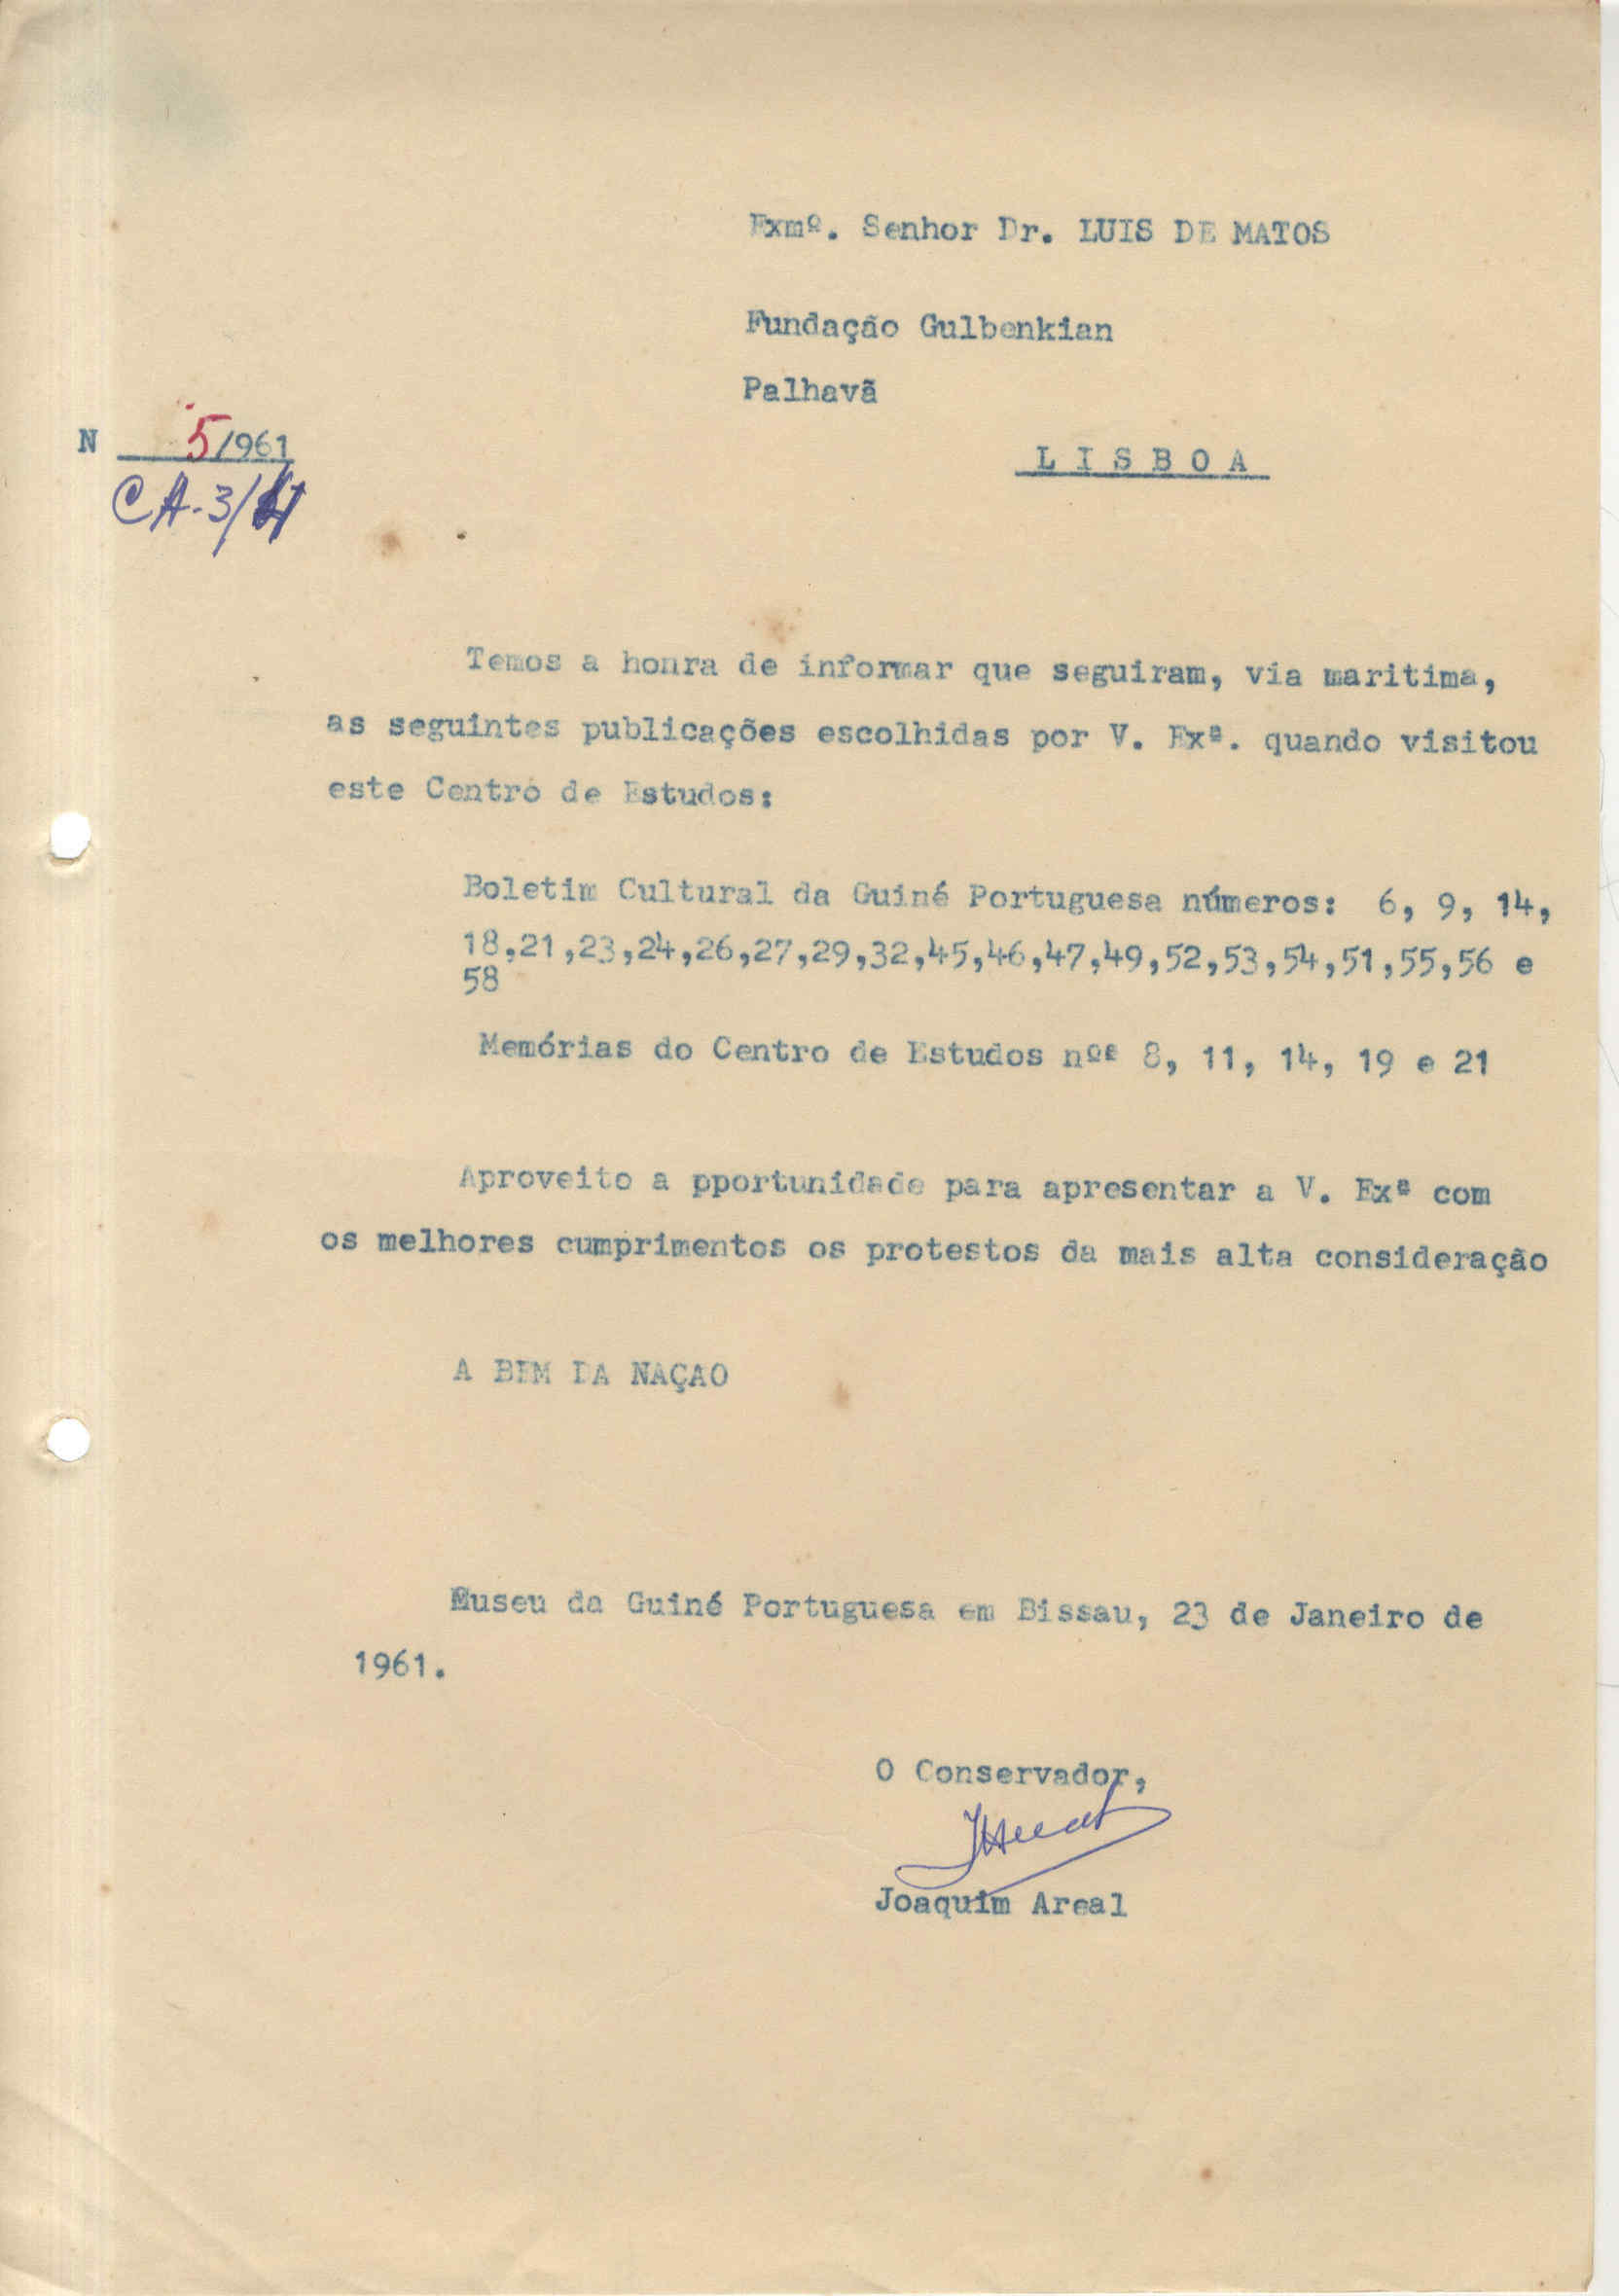 Exmº. Senhor Dr. LUIS DE MATOS
Fundação Gulbenkian
Palhavã
N 5/961
L I S B O A
CA-3/
Temos a honra de informar que seguiram, via maritima,
as seguintes publicações escolhidas por V. Exª. quando visitou
este Centro de Estudos:
Boletim Cultural da Guiné Portuguesa números: 6, 9, 14,
18,21,23,24,26,27,29,32,45,46,47,49,52,53,54,51,55,56 e
58
Memórias do Centro de Estudos nºs 8, 11, 14, 19 e 21
Aproveito a pportunidade para apresentar a V. Exª com
os melhores cumprimentos os protestos da mais alta consideração
A BEM DA NAÇAO
Museu da Guiné Portuguesa em Bissau, 23 de Janeiro de
1961.
O Conservador,
Joaquim Areal